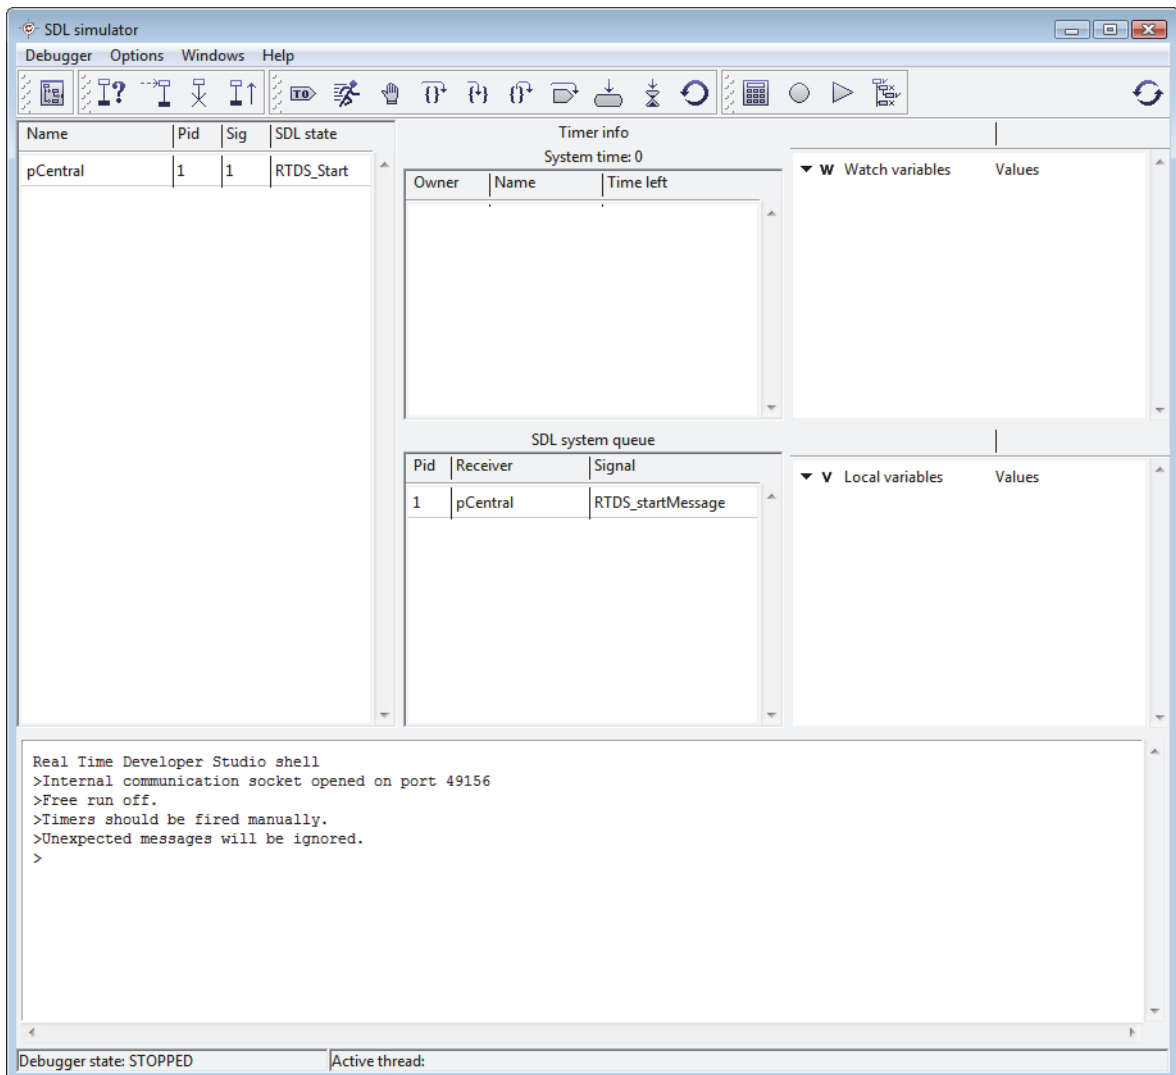 SDL simulator
Debugger Options Windows Help
I? I I I↑ TO
Name Pid Sig SDL state
pCentral 1 1 RTDS_Start
Timer info
System time: 0
Owner Name Time left
W Watch variables Values
SDL system queue
Pid Receiver Signal
1 pCentral RTDS_startMessage
V Local variables Values
Real Time Developer Studio shell
>Internal communication socket opened on port 49156
>Free run off.
>Timers should be fired manually.
>Unexpected messages will be ignored.
>
Debugger state: STOPPED
Active thread: